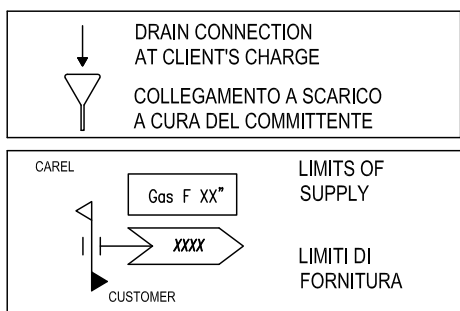 DRAIN CONNECTION
AT CLIENT'S CHARGE
COLLEGAMENTO A SCARICO
A CURA DEL COMMITTENTE
CAREL
LIMITS OF
SUPPLY
Gas F XX"
XXXX
LIMITI DI
FORNITURA
CUSTOMER